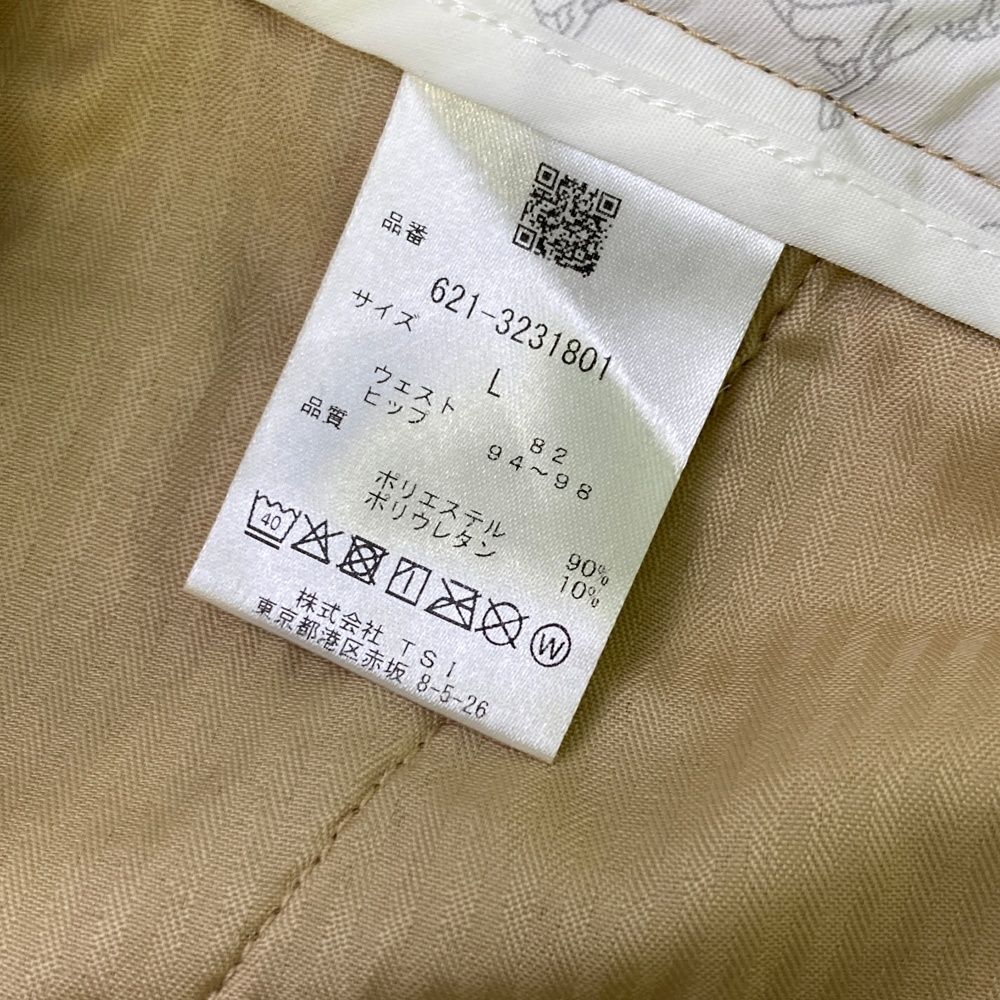 品番
621-3231801
サイズ
L
ウェスト 82
ヒップ 94~98
品質
ポリエステル 90%
ポリウレタン 10%
40
W
株式会社 TSI
東京都港区赤坂 8-5-26